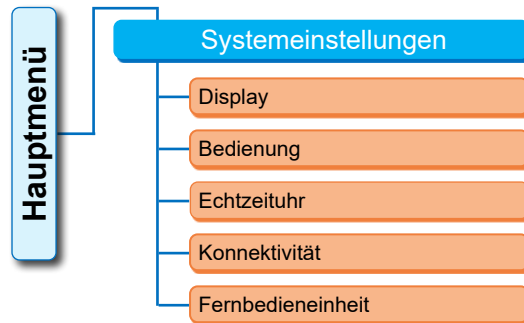 Hauptmenü
Systemeinstellungen
Display
Bedienung
Echtzeituhr
Konnektivität
Fernbedieneinheit